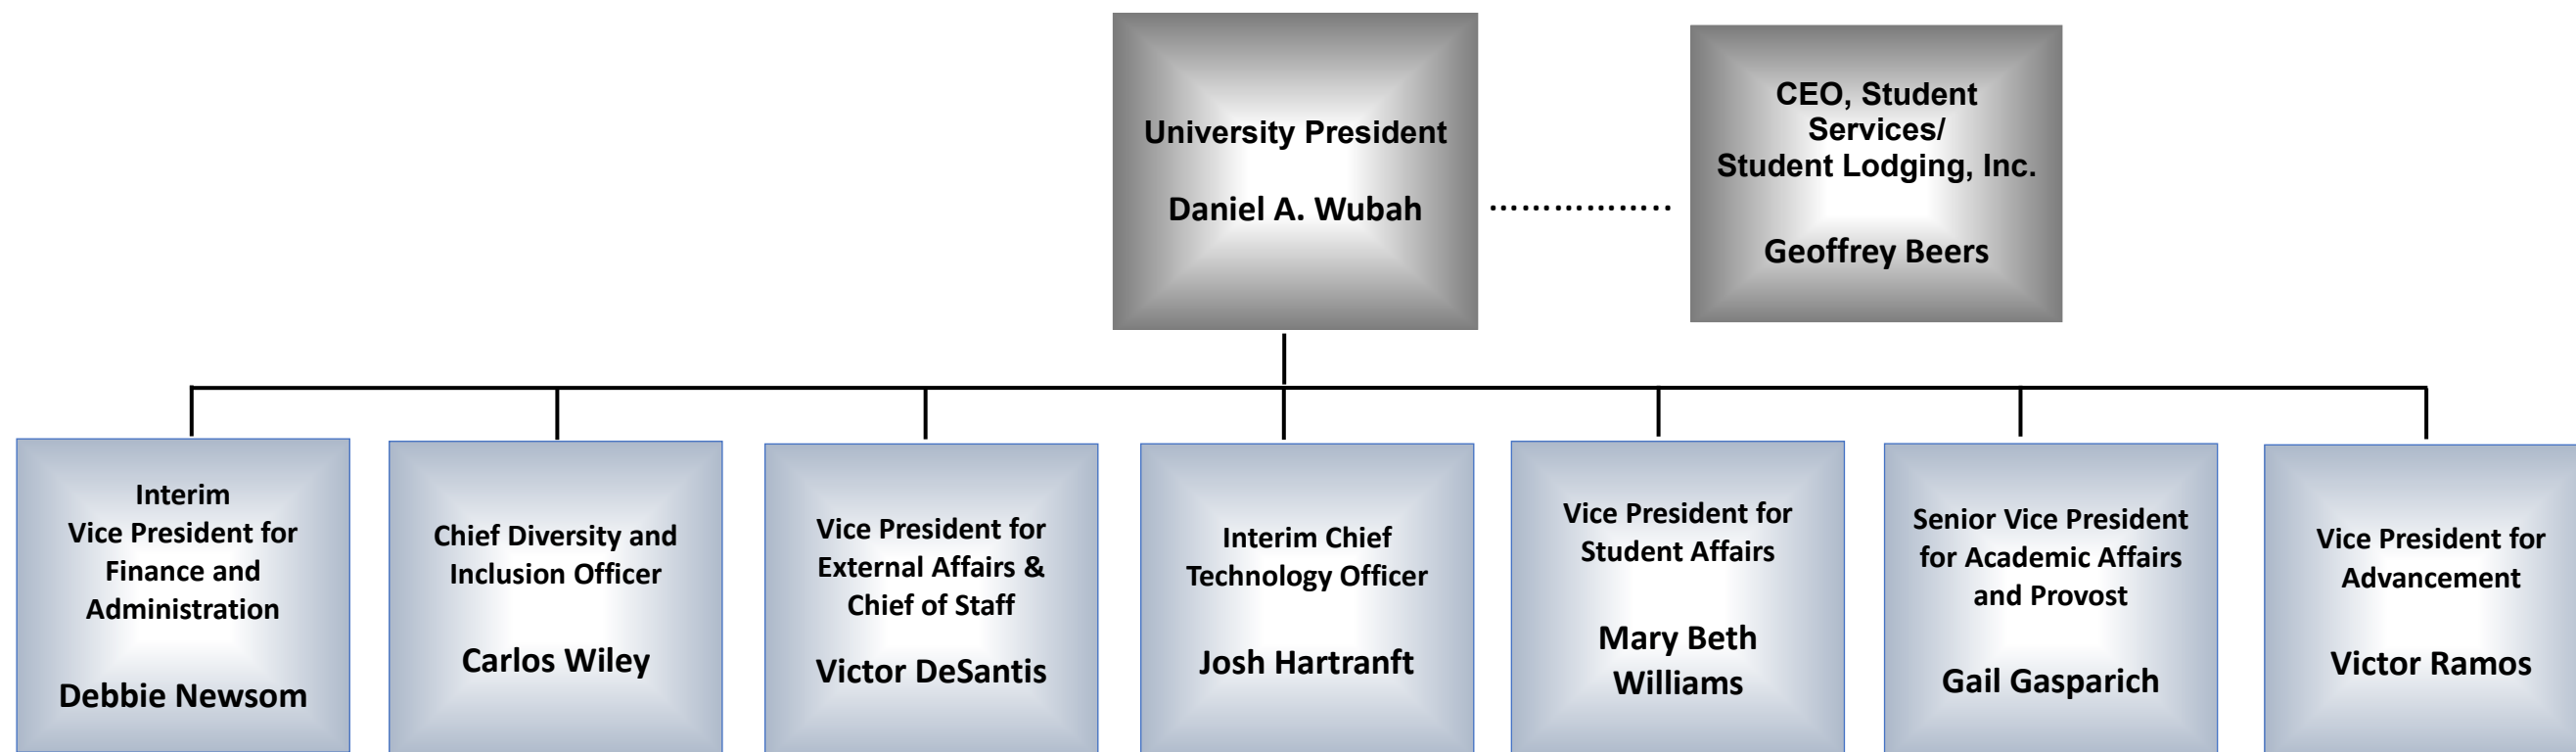 University President
Daniel A. Wubah
CEO, Student
Services/
Student Lodging, Inc.
Geoffrey Beers
Interim
Vice President for
Finance and
Administration
Debbie Newsom
Chief Diversity and
Inclusion Officer
Carlos Wiley
Vice President for
External Affairs &
Chief of Staff
Victor DeSantis
Interim Chief
Technology Officer
Josh Hartranft
Vice President for
Student Affairs
Mary Beth
Williams
Senior Vice President
for Academic Affairs
and Provost
Gail Gasparich
Vice President for
Advancement
Victor Ramos